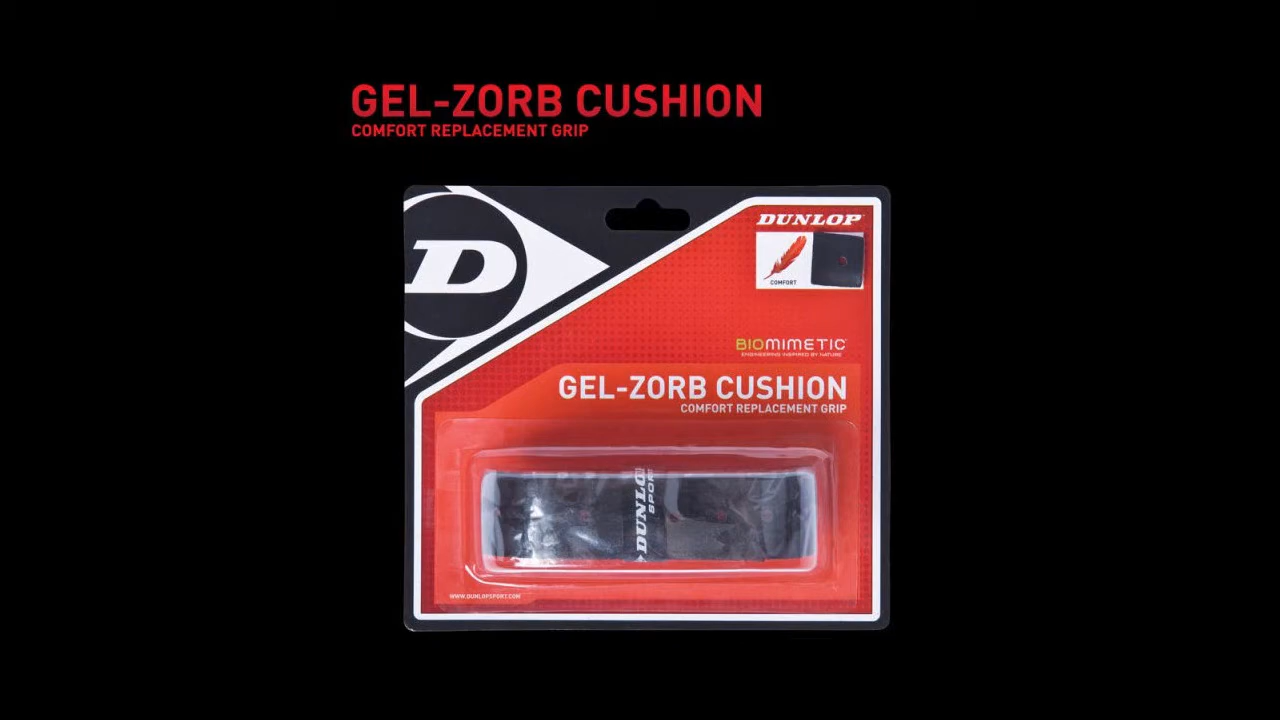 GEL-ZORB CUSHION
COMFORT REPLACEMENT GRIP
D
DUNLOP
COMFORT
BIOMIMETIC
ENGINEERING INSPIRED BY NATURE
GEL-ZORB CUSHION
COMFORT REPLACEMENT GRIP
DUNLOP
SPORT
WWW.DUNLOPSPORT.COM